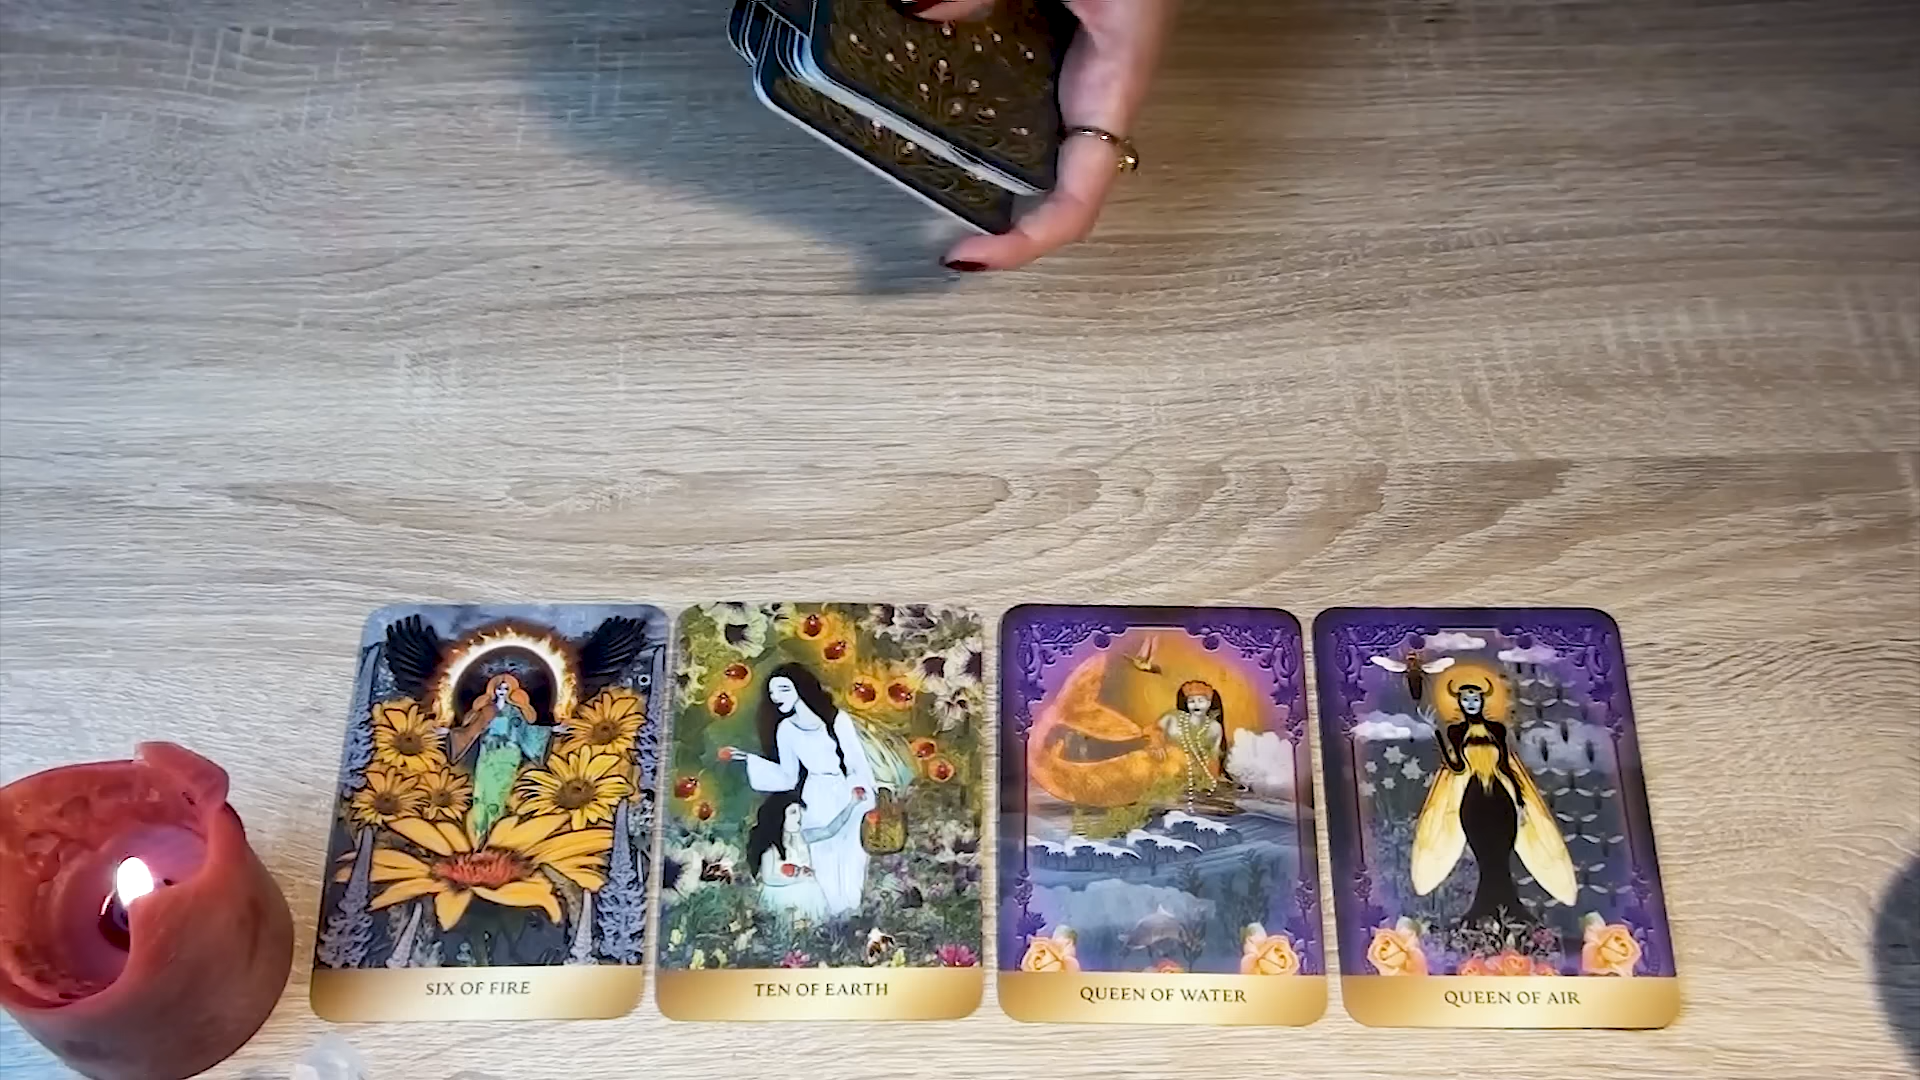 SIX OF FIRE
TEN OF EARTH
QUEEN OF WATER
QUEEN OF AIR